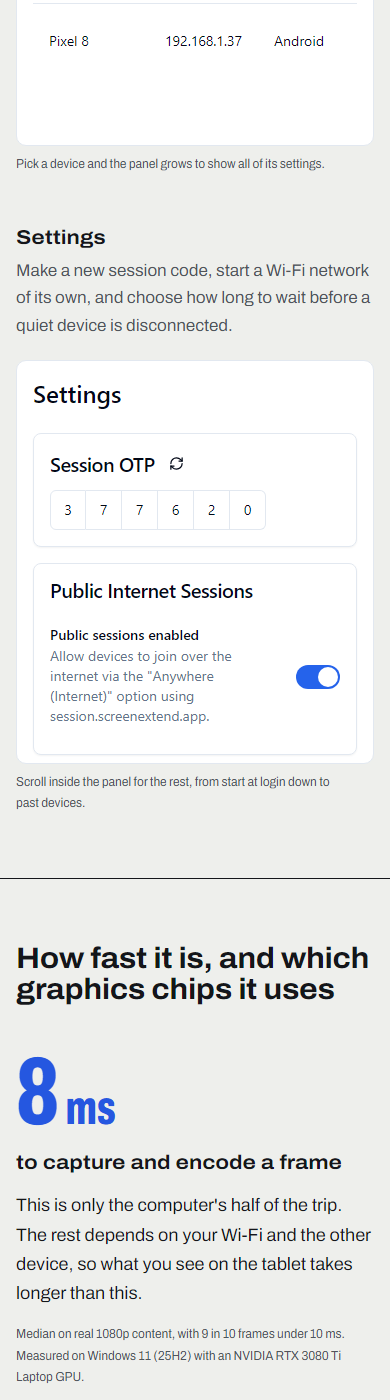 Pixel 8 192.168.1.37 Android
Pick a device and the panel grows to show all of its settings.
Settings
Make a new session code, start a Wi-Fi network
of its own, and choose how long to wait before a
quiet device is disconnected.
Settings
Session OTP
3 7 7 6 2 0
Public Internet Sessions
Public sessions enabled
Allow devices to join over the
internet via the "Anywhere
(Internet)" option using
session.screenextend.app.
Scroll inside the panel for the rest, from start at login down to
past devices.
How fast it is, and which
graphics chips it uses
8 ms
to capture and encode a frame
This is only the computer's half of the trip.
The rest depends on your Wi-Fi and the other
device, so what you see on the tablet takes
longer than this.
Median on real 1080p content, with 9 in 10 frames under 10 ms.
Measured on Windows 11 (25H2) with an NVIDIA RTX 3080 Ti
Laptop GPU.